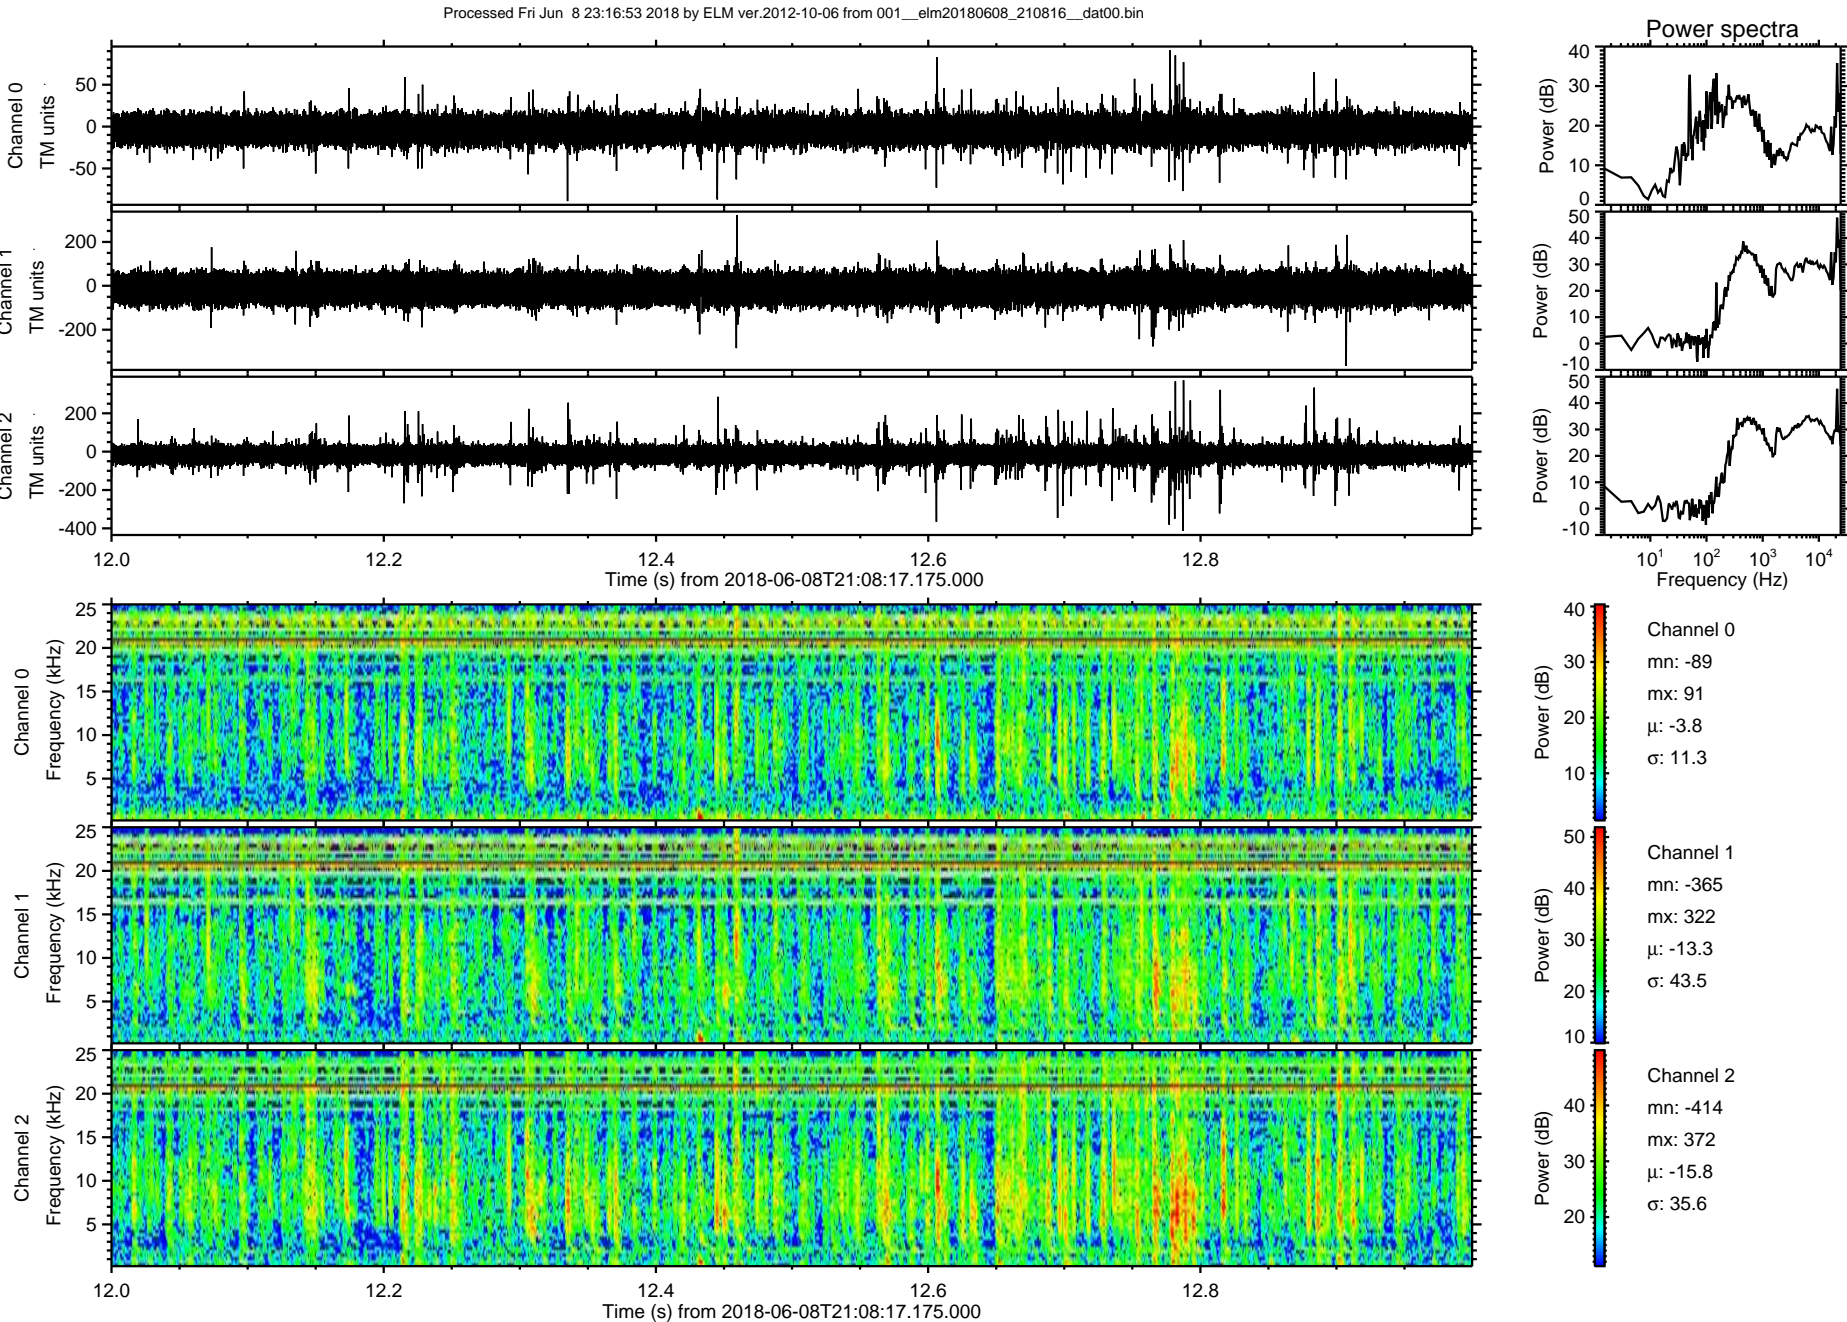 Processed Fri Jun  8 23:16:53 2018 by ELM ver.2012-10-06 from 001__elm20180608_210816__dat00.bin
Power spectra
Channel 0
TM units
50
0
-50
Power (dB)
40
30
20
10
0
Channel 1
TM units
200
0
-200
Power (dB)
50
40
30
20
10
0
-10
Channel 2
TM units
200
0
-200
-400
Power (dB)
50
40
30
20
10
0
-10
12.0 12.2 12.4 12.6 12.8
Time (s) from 2018-06-08T21:08:17.175.000
10^1 10^2 10^3 10^4
Frequency (Hz)
Channel 0
Frequency (kHz)
25
20
15
10
5
Power (dB)
40
30
20
10
Channel 0
mn: -89
mx: 91
μ: -3.8
σ: 11.3
Channel 1
Frequency (kHz)
25
20
15
10
5
Power (dB)
50
40
30
20
10
Channel 1
mn: -365
mx: 322
μ: -13.3
σ: 43.5
Channel 2
Frequency (kHz)
25
20
15
10
5
Power (dB)
40
30
20
Channel 2
mn: -414
mx: 372
μ: -15.8
σ: 35.6
12.0 12.2 12.4 12.6 12.8
Time (s) from 2018-06-08T21:08:17.175.000